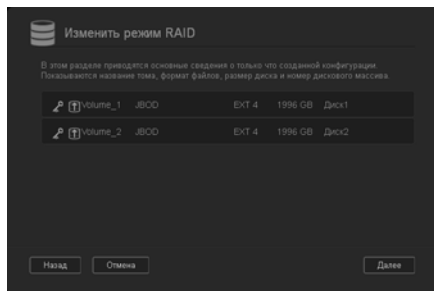 Изменить режим RAID
В этом разделе приводятся основные сведения о только что созданной конфигурации.
Показываются название тома, формат файлов, размер диска и номер дискового массива.
Volume_1 JBOD EXT 4 1996 GB Диск1
Volume_2 JBOD EXT 4 1996 GB Диск2
Назад Отмена Далее